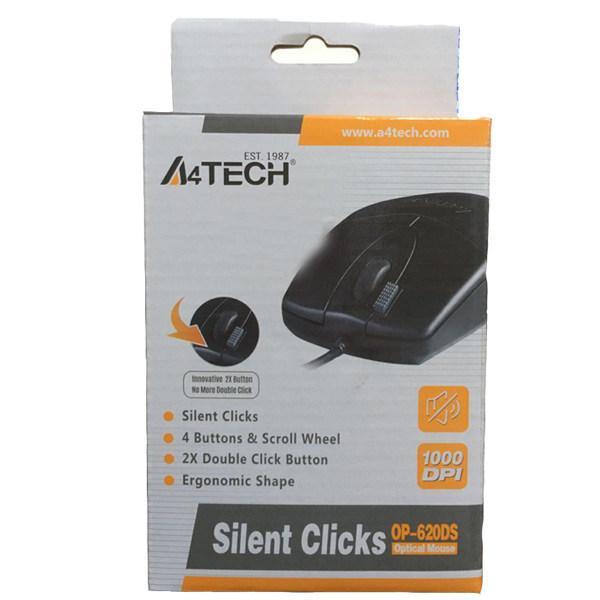 www.a4tech.com
EST. 1987
A4TECH®
Innovative 2X Button
No More Double Click
Silent Clicks
4 Buttons & Scroll Wheel
2X Double Click Button
Ergonomic Shape
1000
DPI
Silent Clicks
OP-620DS
Optical Mouse